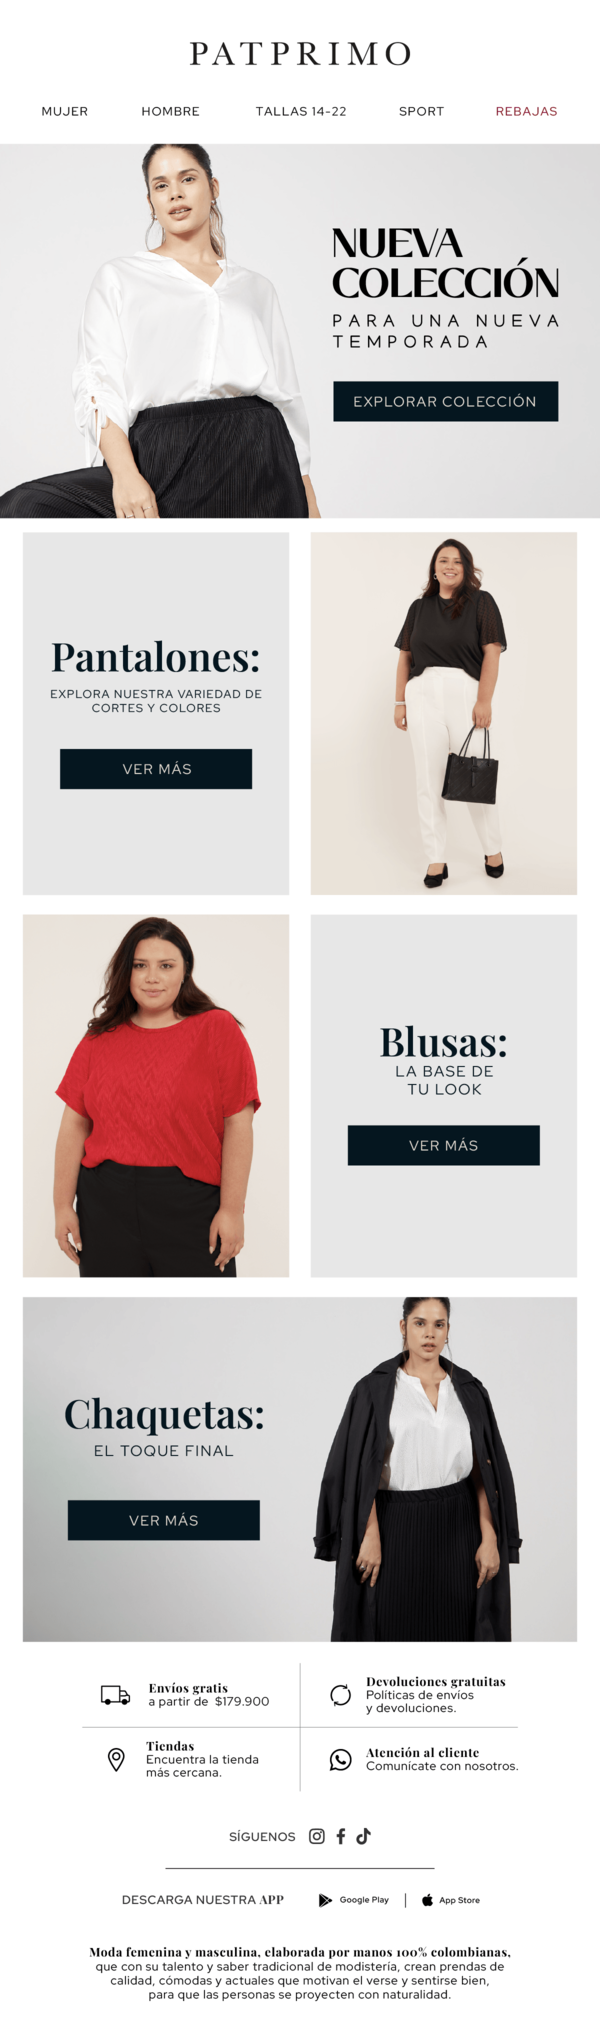 PATPRIMO
MUJER HOMBRE TALLAS 14-22 SPORT REBAJAS
NUEVA
COLECCIÓN
PARA UNA NUEVA
TEMPORADA
EXPLORAR COLECCIÓN
Pantalones:
EXPLORA NUESTRA VARIEDAD DE
CORTES Y COLORES
VER MÁS
Blusas:
LA BASE DE
TU LOOK
VER MÁS
Chaquetas:
EL TOQUE FINAL
VER MÁS
Envíos gratis
a partir de $179.900
Devoluciones gratuitas
Políticas de envíos
y devoluciones.
Tiendas
Encuentra la tienda
más cercana.
Atención al cliente
Comunícate con nosotros.
SÍGUENOS
DESCARGA NUESTRA APP Google Play | App Store
Moda femenina y masculina, elaborada por manos 100% colombianas,
que con su talento y saber tradicional de modistería, crean prendas de
calidad, cómodas y actuales que motivan el verse y sentirse bien,
para que las personas se proyecten con naturalidad.